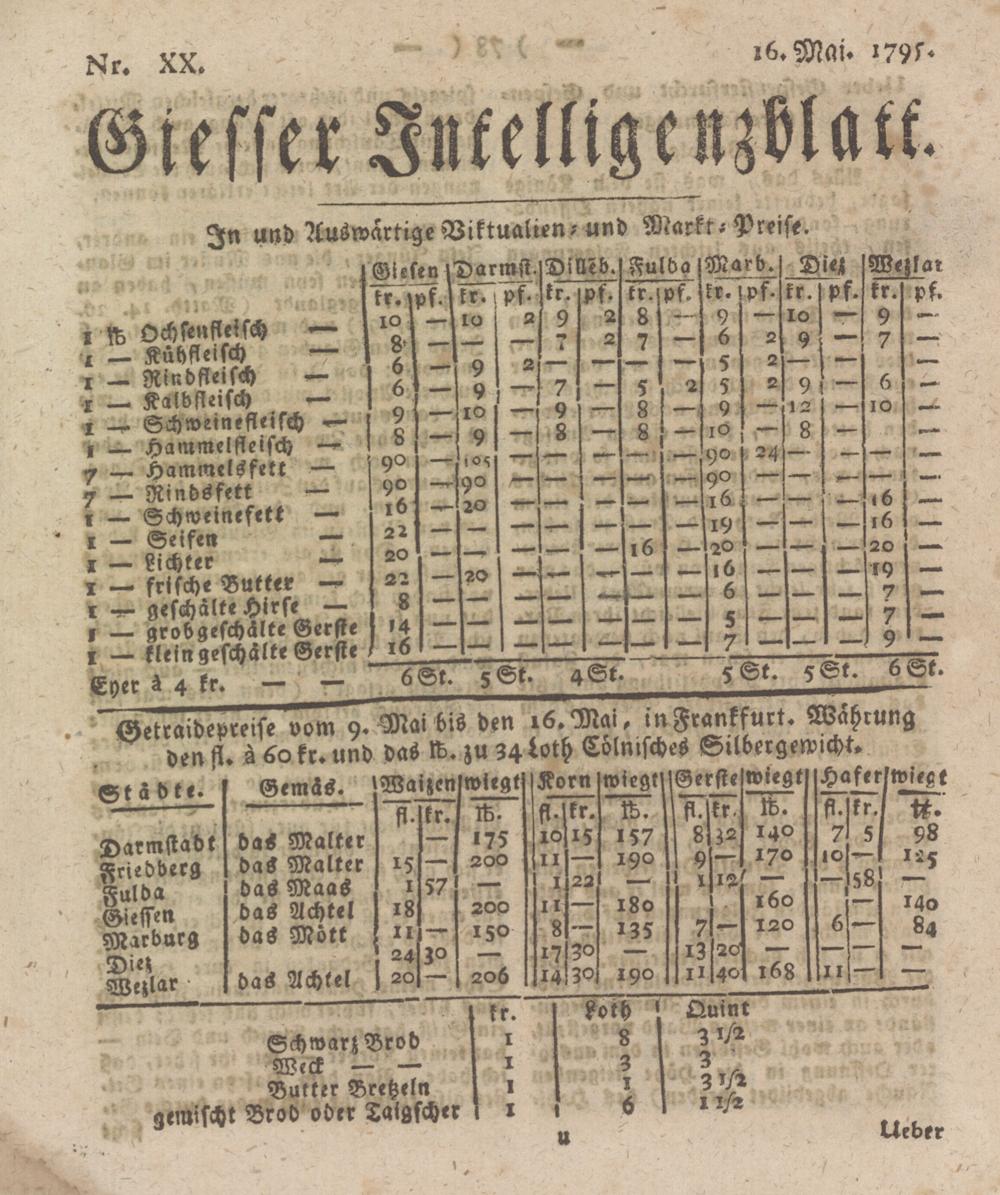 Nr. XX.
16. Mai. 1795.
Giesser Intelligenzblatt.
In und Auswärtige Viktualien- und Markt-Preise.
Giesen Darmst. Dilleb. Fulda Marb. Diez Wezlar
kr. pf. kr. pf. kr. pf. kr. pf. kr. pf. kr. pf. kr. pf.
1 ℔ Ochsenfleisch — 10 — 10 2 9 2 8 — 9 — 10 — 9 —
1 — Kühfleisch — 8 — — — 7 2 7 — 6 2 9 — 7 —
1 — Rindfleisch — 6 — 9 2 — — — — 5 2 — — — —
1 — Kalbfleisch — 6 — 9 — 7 — 5 2 5 2 9 — 6 —
1 — Schweinefleisch — 9 — 10 — 9 — 8 — 9 — 12 — 10 —
1 — Hammelfleisch — 8 — 9 — 8 — 8 — 10 — 8 —
7 — Hammelsfett — 90 — 105 — — — — — 90 24 — — — —
7 — Rindsfett — 90 — 90 — — — — — 90 — — — — —
1 — Schweinefett — 16 — 20 — — — — — 16 — — — 16 —
1 — Seifen — 22 — — — — — — — 19 — — — 16 —
1 — Lichter — 20 — — — — — 16 — 20 — — — 20 —
1 — frische Butter — 22 — 20 — — — — — 16 — — — 19 —
1 — geschälte Hirse — 8 — — — — — — — 6 — — — 7 —
1 — grobgeschälte Gerste 14 — — — — — — — 5 — — — 7 —
1 — kleingeschälte Gerste 16 — — — — — — — 7 — — — 9 —
Eyer à 4 kr. — — 6 St. 5 St. 4 St. 5 St. 5 St. 6 St.
Getraidepreise vom 9. Mai bis den 16. Mai, in Frankfurt. Währung
den fl. à 60 kr. und das ℔. zu 34 Loth Cölnisches Silbergewicht.
Städte. Gemäs. Waizen wiegt Korn wiegt Gerste wiegt Hafer wiegt
fl. kr. ℔. fl. kr. ℔. fl. kr. ℔. fl. kr. ℔.
Darmstadt das Malter — 175 10 15 157 8 32 140 7 5 98
Friedberg das Malter 15 — 200 11 — 190 9 — 170 10 — 125
Fulda das Maas 1 57 — 1 22 — 1 12 — — 58 —
Giessen das Achtel 18 200 11 — 180 160 — 140
Marburg das Mött 11 — 150 8 — 135 7 — 120 6 — 84
Diez 24 30 — 17 30 — 13 20 — — — —
Wezlar das Achtel 20 — 206 14 30 190 11 40 168 11 — —
kr. Loth Quint
Schwarz Brod 1 8 3 1/2
Weck — — 1 3 3
Butter Bretzeln 1 1 3 1/2
gemischt Brod oder Taigscher 1 6 1 1/2
u
Ueber